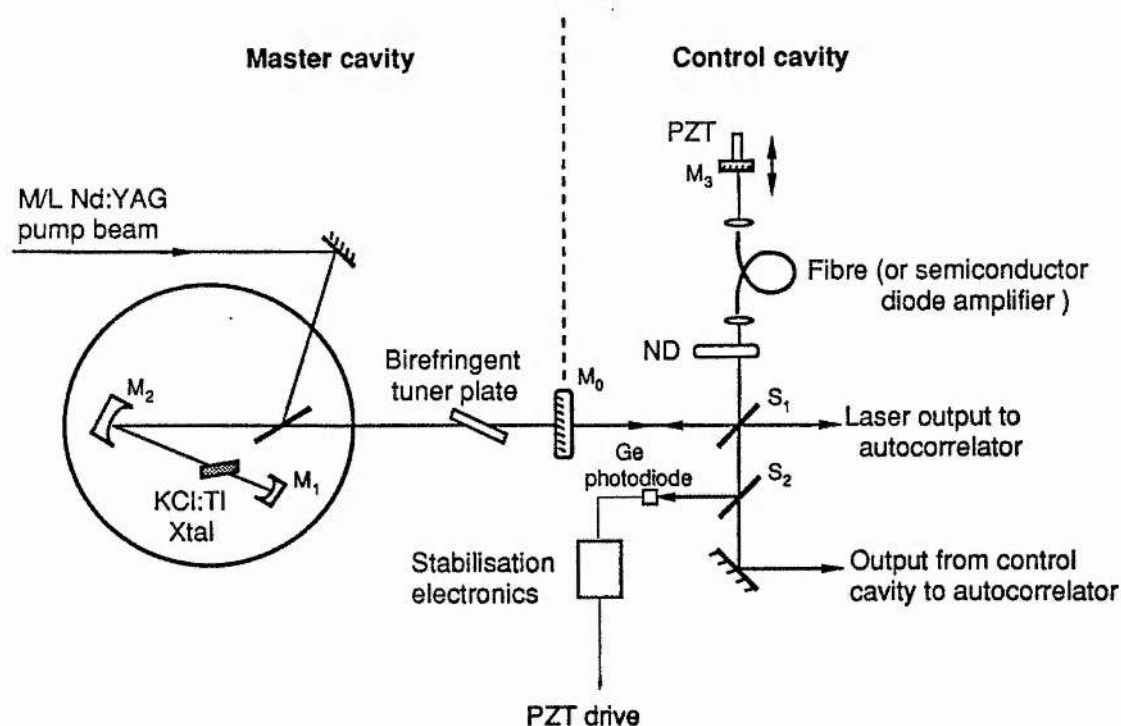 Master cavity
Control cavity
PZT
M3
M/L Nd:YAG
pump beam
Fibre (or semiconductor
diode amplifier )
ND
Birefringent
tuner plate
M0
M2
S1
Laser output to
autocorrelator
Ge
photodiode
S2
M1
KCl:Tl
Xtal
Stabilisation
electronics
Output from control
cavity to autocorrelator
PZT drive